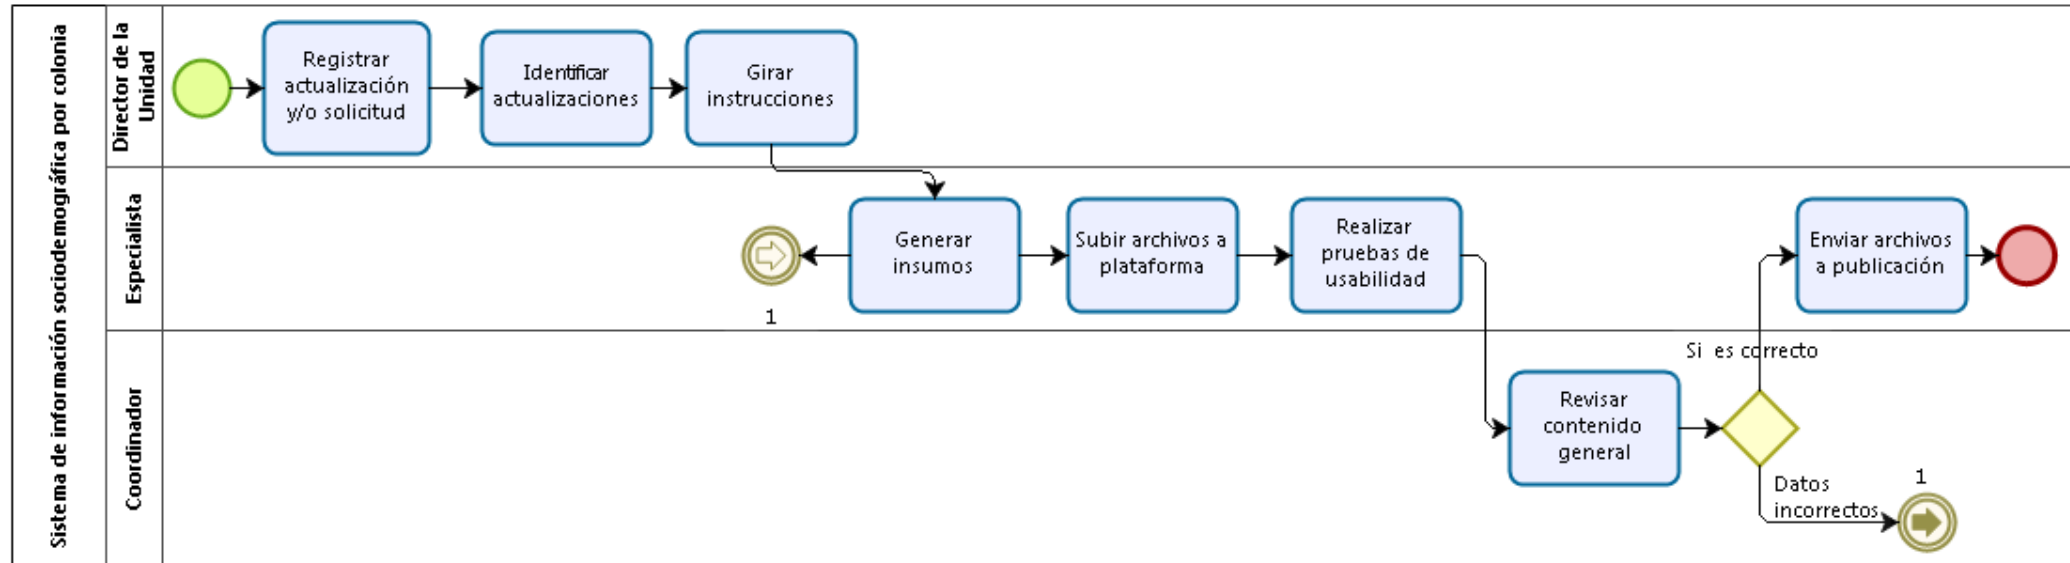 Sistema de información sociodemográfica por colonia
Director de la
Unidad
Registrar
actualización
y/o solicitud
Identificar
actualizaciones
Girar
instrucciones
Especialista
1
Generar
insumos
Subir archivos a
plataforma
Realizar
pruebas de
usabilidad
Enviar archivos
a publicación
Coordinador
Revisar
contenido
general
Si es correcto
Datos
incorrectos
1